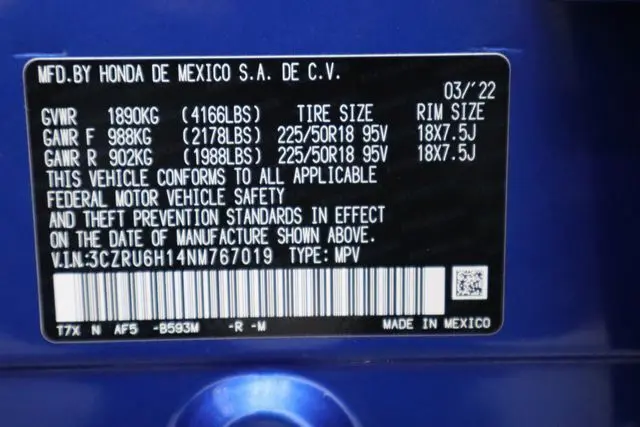 MFD.BY HONDA DE MEXICO S.A. DE C.V.
03/'22
GVWR 1890KG (4166LBS) TIRE SIZE RIM SIZE
GAWR F 988KG (2178LBS) 225/50R18 95V 18X7.5J
GAWR R 902KG (1988LBS) 225/50R18 95V 18X7.5J
THIS VEHICLE CONFORMS TO ALL APPLICABLE
FEDERAL MOTOR VEHICLE SAFETY
AND THEFT PREVENTION STANDARDS IN EFFECT
ON THE DATE OF MANUFACTURE SHOWN ABOVE.
V.I.N:3CZRU6H14NM767019 TYPE: MPV
T7X N AF5 -B593M -R -M MADE IN MEXICO